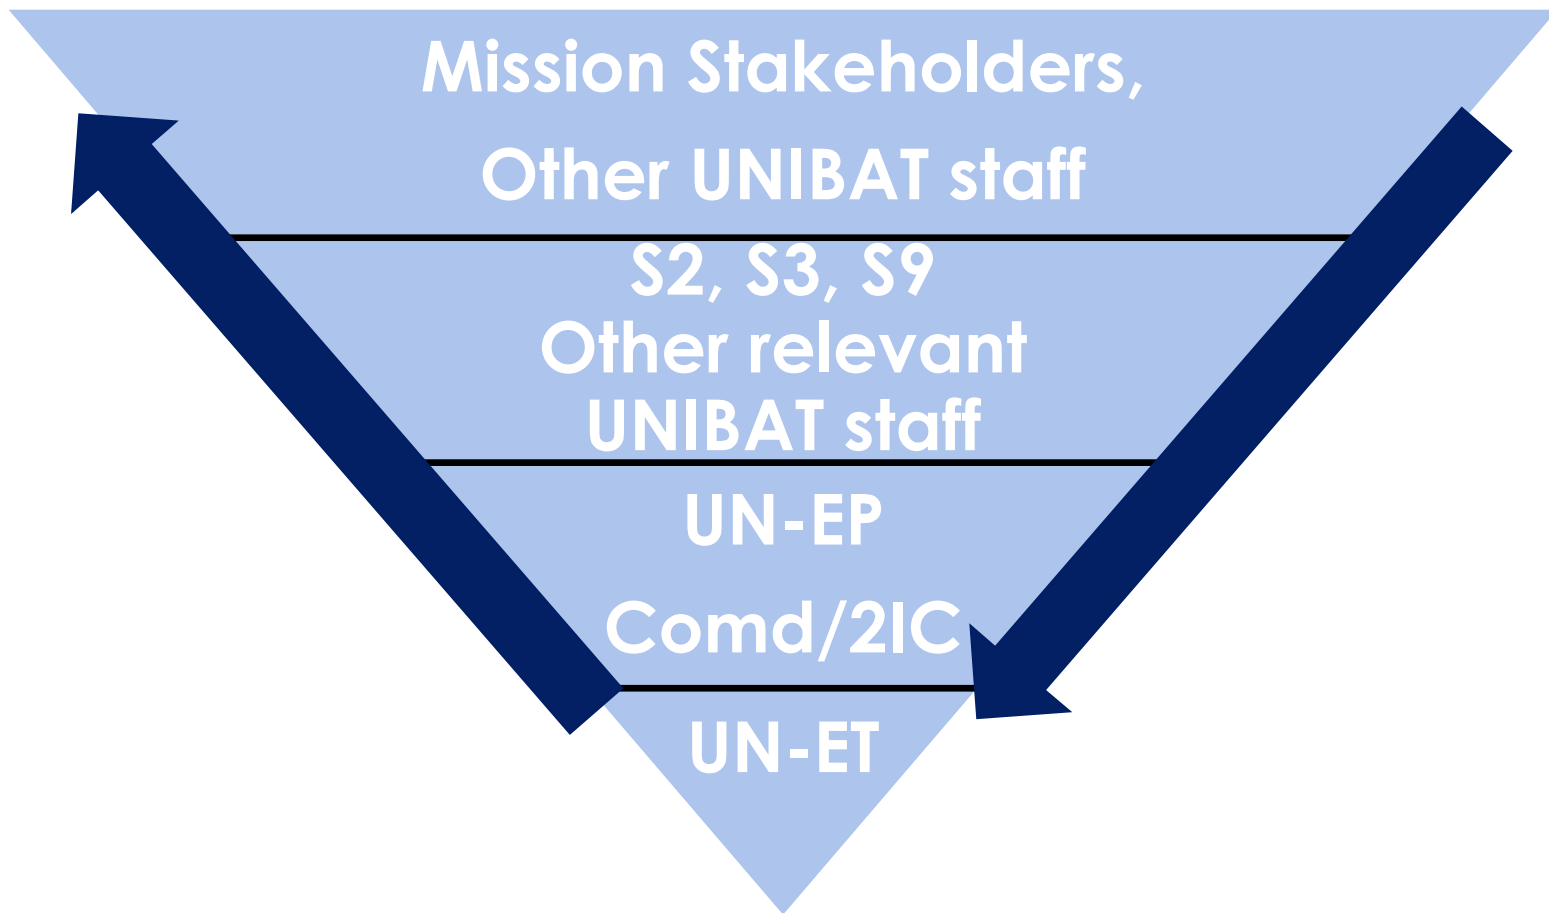 Mission Stakeholders,
Other UNIBAT staff
S2, S3, S9
Other relevant
UNIBAT staff
UN-EP
Comd/2IC
UN-ET